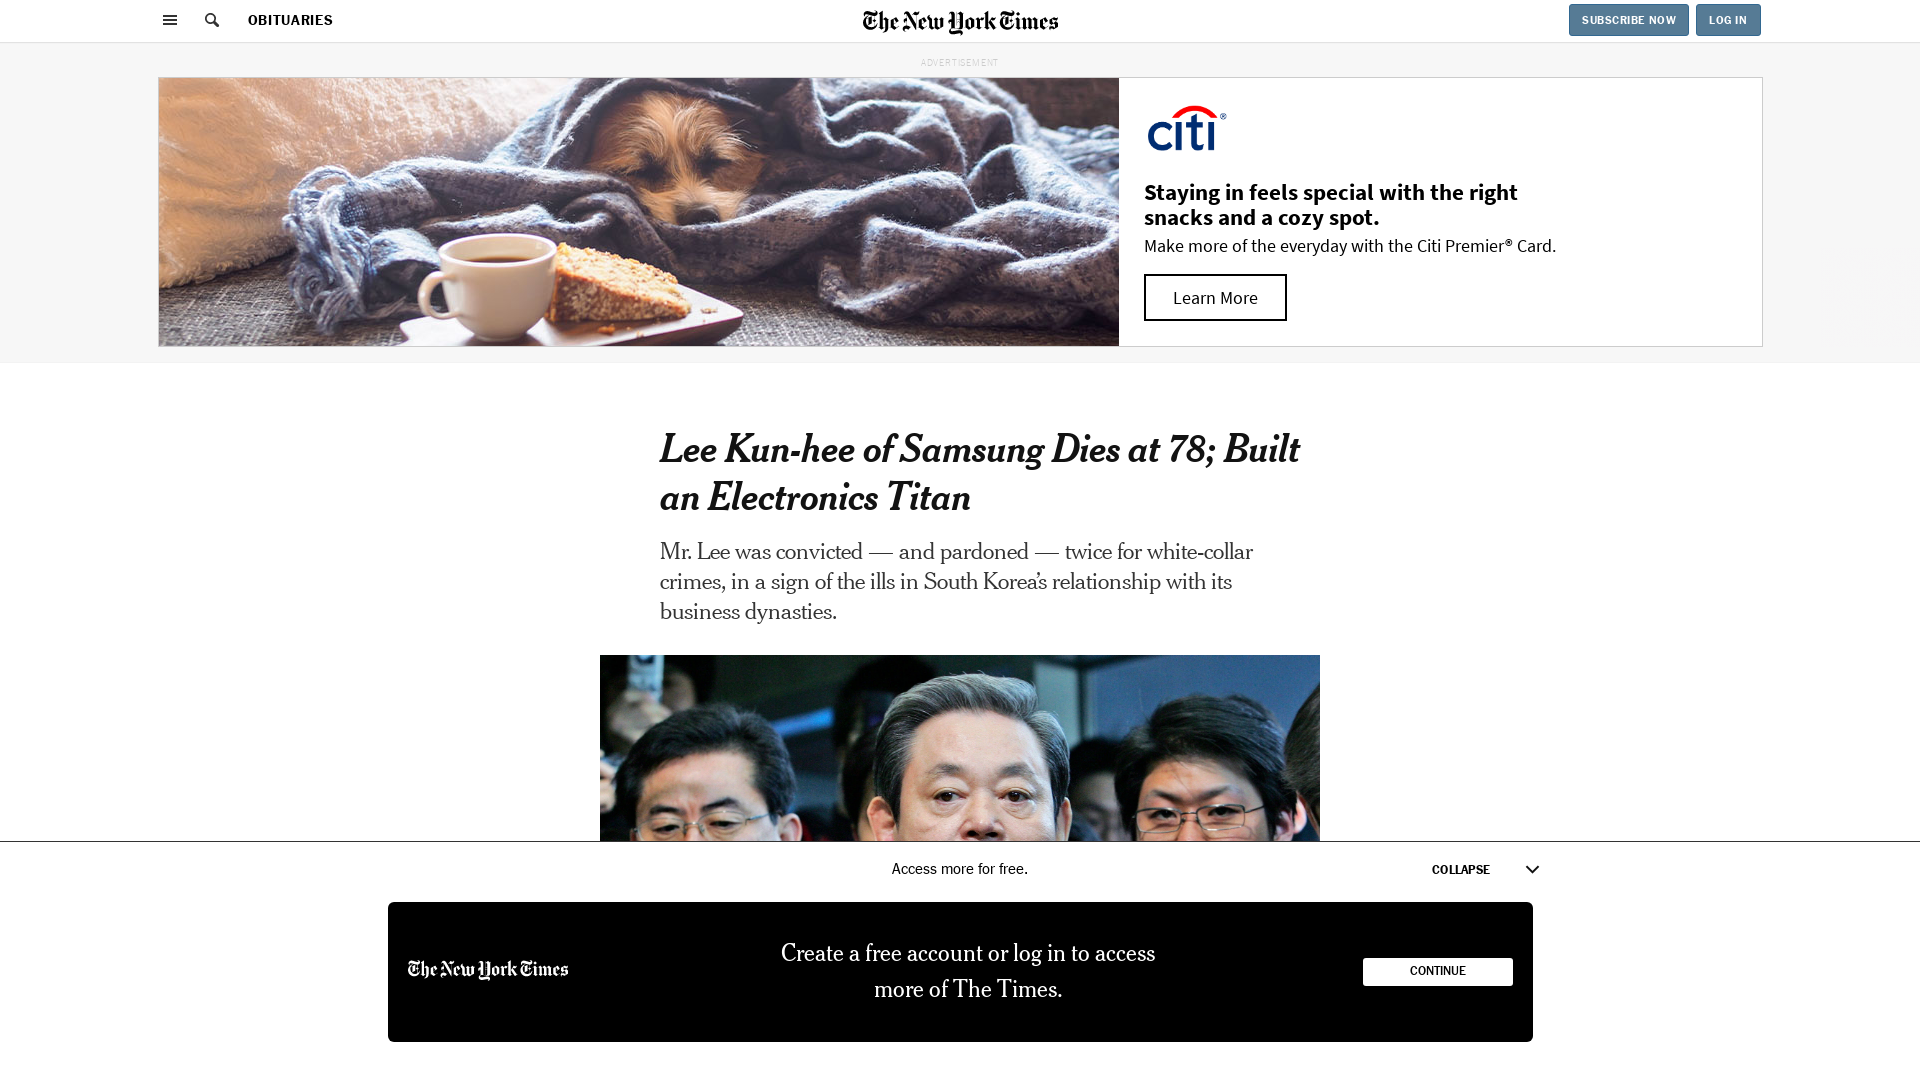 OBITUARIES
The New York Times
SUBSCRIBE NOW
LOG IN
ADVERTISEMENT
citi®
Staying in feels special with the right
snacks and a cozy spot.
Make more of the everyday with the Citi Premier® Card.
Learn More
Lee Kun-hee of Samsung Dies at 78; Built
an Electronics Titan
Mr. Lee was convicted — and pardoned — twice for white-collar
crimes, in a sign of the ills in South Korea’s relationship with its
business dynasties.
Access more for free.
COLLAPSE
The New York Times
Create a free account or log in to access
more of The Times.
CONTINUE